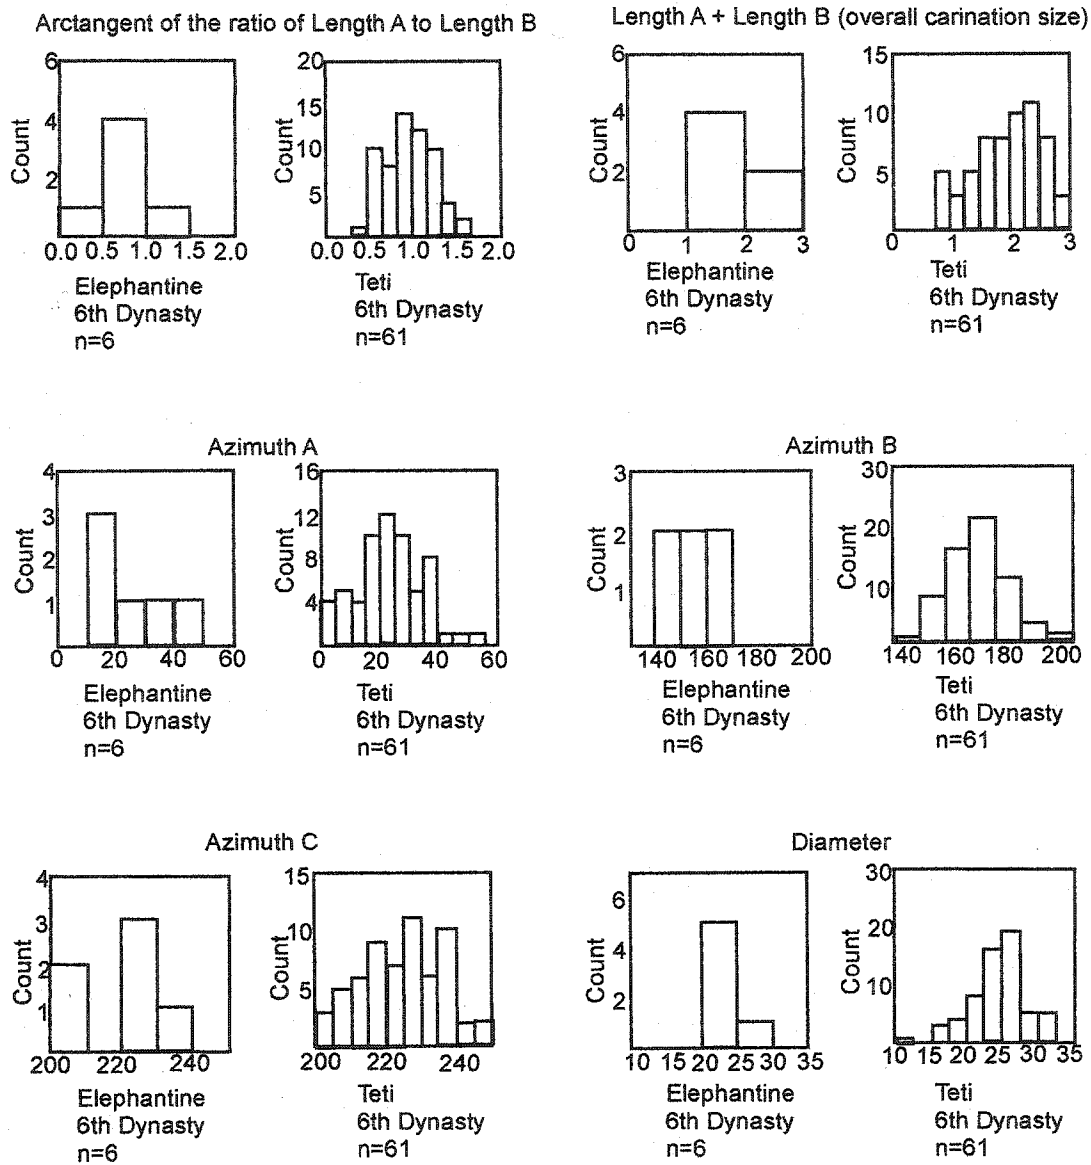 Arctangent of the ratio of Length A to Length B
6
4
2
Count
0.0 0.5 1.0 1.5 2.0
Elephantine
6th Dynasty
n=6
20
15
10
5
Count
0.0 0.5 1.0 1.5 2.0
Teti
6th Dynasty
n=61
Length A + Length B (overall carination size)
6
4
2
Count
0 1 2 3
Elephantine
6th Dynasty
n=6
15
10
5
Count
0 1 2 3
Teti
6th Dynasty
n=61
Azimuth A
4
3
2
1
Count
0 20 40 60
Elephantine
6th Dynasty
n=6
16
12
8
4
Count
0 20 40 60
Teti
6th Dynasty
n=61
Azimuth B
3
2
1
Count
140 160 180 200
Elephantine
6th Dynasty
n=6
30
20
10
Count
140 160 180 200
Teti
6th Dynasty
n=61
Azimuth C
4
3
2
1
Count
200 220 240
Elephantine
6th Dynasty
n=6
15
10
5
Count
200 220 240
Teti
6th Dynasty
n=61
Diameter
6
4
2
Count
10 15 20 25 30 35
Elephantine
6th Dynasty
n=6
30
20
10
Count
10 15 20 25 30 35
Teti
6th Dynasty
n=61